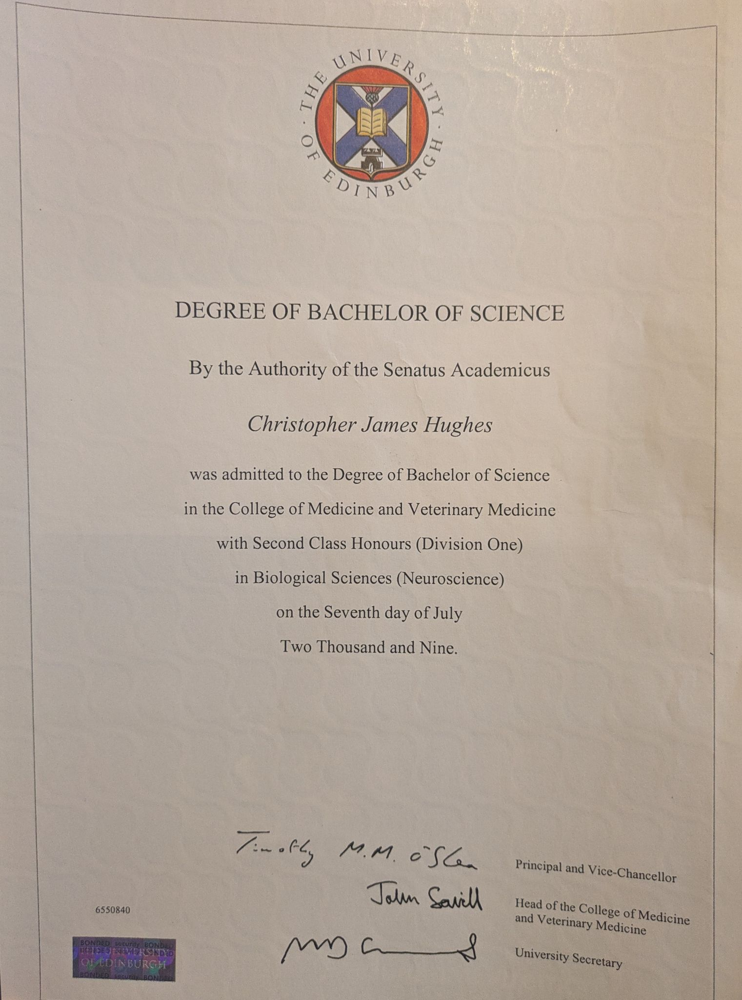 THE UNIVERSITY
OF EDINBURGH
DEGREE OF BACHELOR OF SCIENCE
By the Authority of the Senatus Academicus
Christopher James Hughes
was admitted to the Degree of Bachelor of Science
in the College of Medicine and Veterinary Medicine
with Second Class Honours (Division One)
in Biological Sciences (Neuroscience)
on the Seventh day of July
Two Thousand and Nine.
Timothy M.M. O'Shea
Principal and Vice-Chancellor
John Savill
Head of the College of Medicine
and Veterinary Medicine
University Secretary
6550840
BONDED security BONDED
THE UNIVERSITY
OF EDINBURGH
BONDED security BONDED